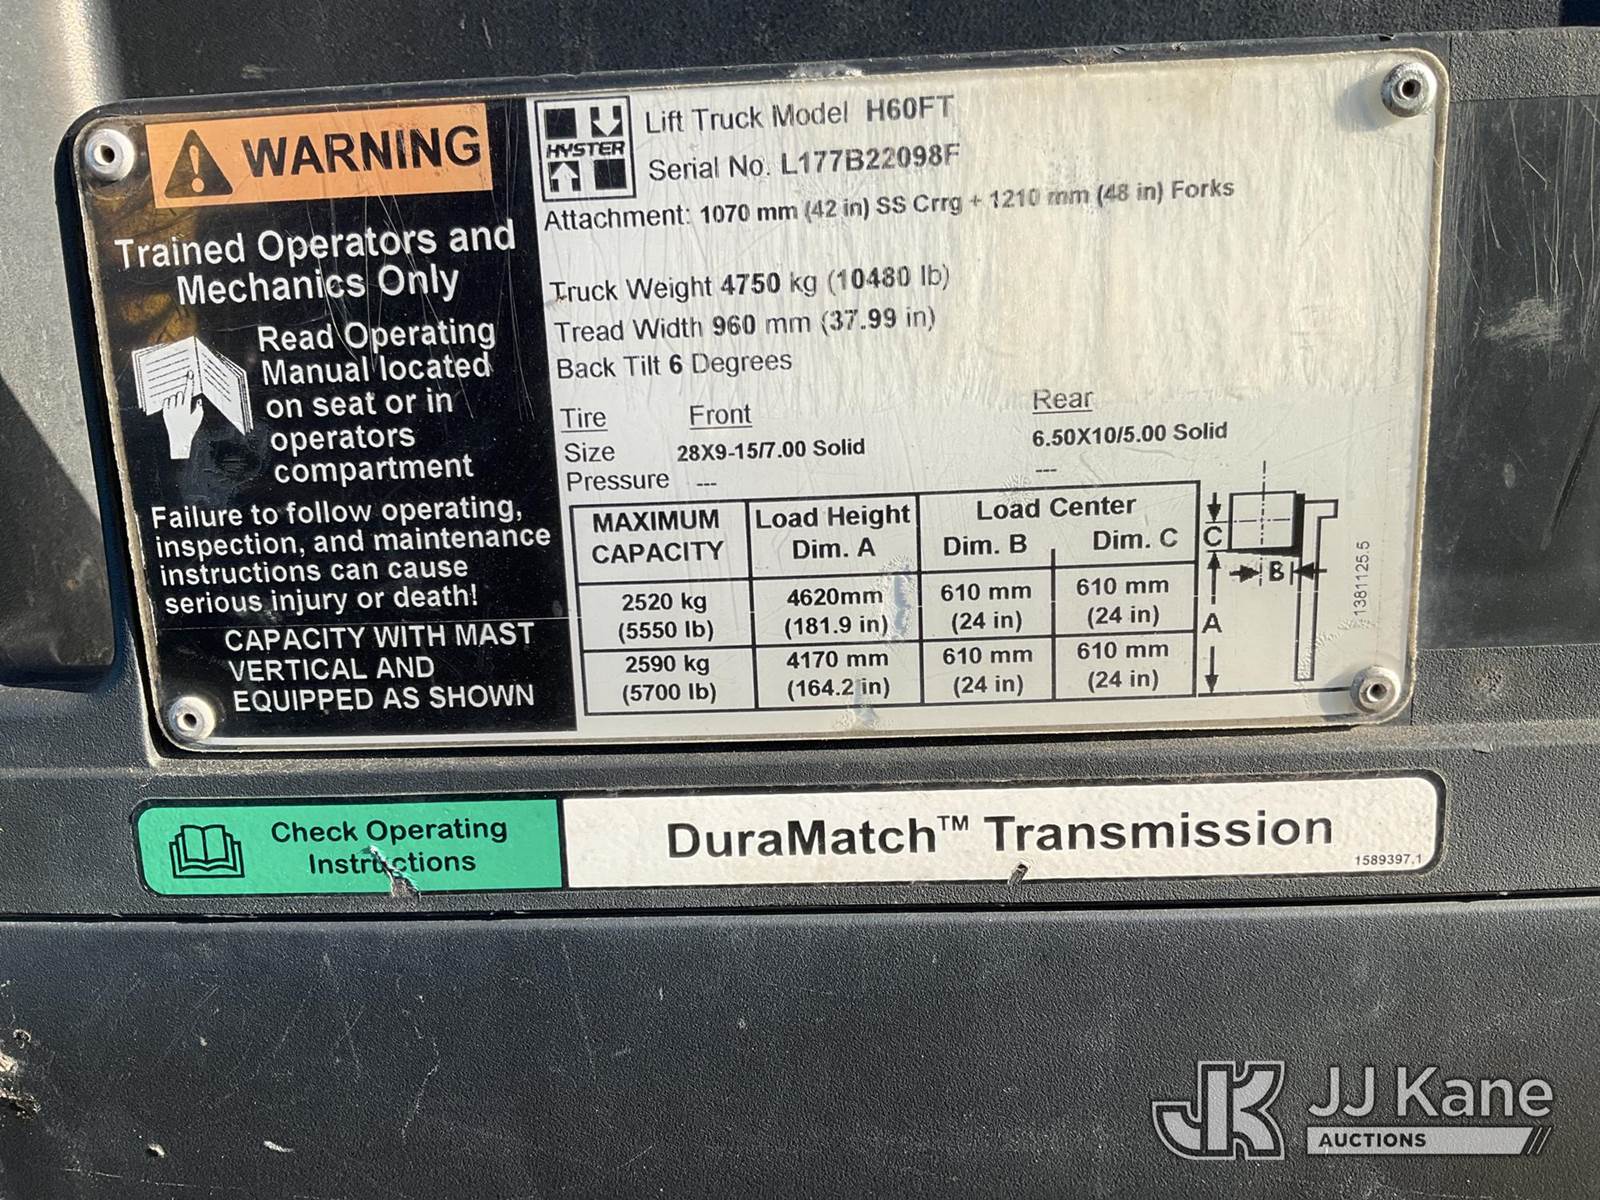 WARNING
Trained Operators and
Mechanics Only
Read Operating
Manual located
on seat or in
operators
compartment
Failure to follow operating,
inspection, and maintenance
instructions can cause
serious injury or death!
CAPACITY WITH MAST
VERTICAL AND
EQUIPPED AS SHOWN
HYSTER
Lift Truck Model H60FT
Serial No. L177B22098F
Attachment: 1070 mm (42 in) SS Crrg + 1210 mm (48 in) Forks
Truck Weight 4750 kg (10480 lb)
Tread Width 960 mm (37.99 in)
Back Tilt 6 Degrees
Tire Front Rear
Size 28X9-15/7.00 Solid 6.50X10/5.00 Solid
Pressure --- ---
MAXIMUM CAPACITY Load Height Dim. A Load Center Dim. B Dim. C
2520 kg 4620mm 610 mm 610 mm
(5550 lb) (181.9 in) (24 in) (24 in)
2590 kg 4170 mm 610 mm 610 mm
(5700 lb) (164.2 in) (24 in) (24 in)
C
B
A
1381125.5
Check Operating
Instructions
DuraMatch™ Transmission
1589397.1
JK JJ Kane
AUCTIONS